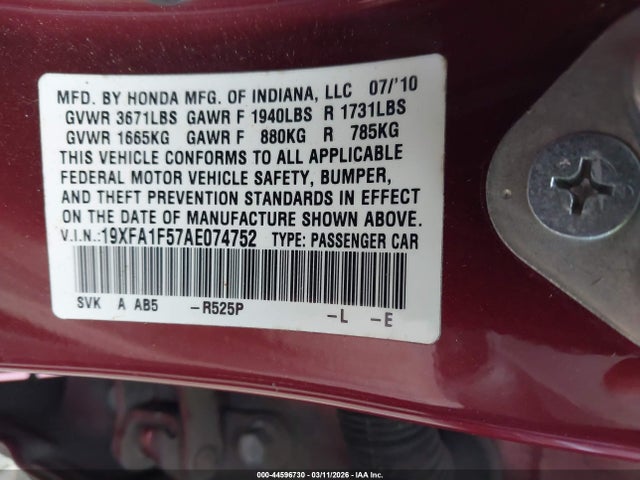 MFD. BY HONDA MFG. OF INDIANA, LLC 07/'10
GVWR 3671LBS GAWR F 1940LBS R 1731LBS
GVWR 1665KG GAWR F 880KG R 785KG
THIS VEHICLE CONFORMS TO ALL APPLICABLE
FEDERAL MOTOR VEHICLE SAFETY, BUMPER,
AND THEFT PREVENTION STANDARDS IN EFFECT
ON THE DATE OF MANUFACTURE SHOWN ABOVE.
V.I.N.:19XFA1F57AE074752 TYPE: PASSENGER CAR
SVK A AB5 -R525P -L -E
000-44596730 - 03/11/2026 - IAA Inc.